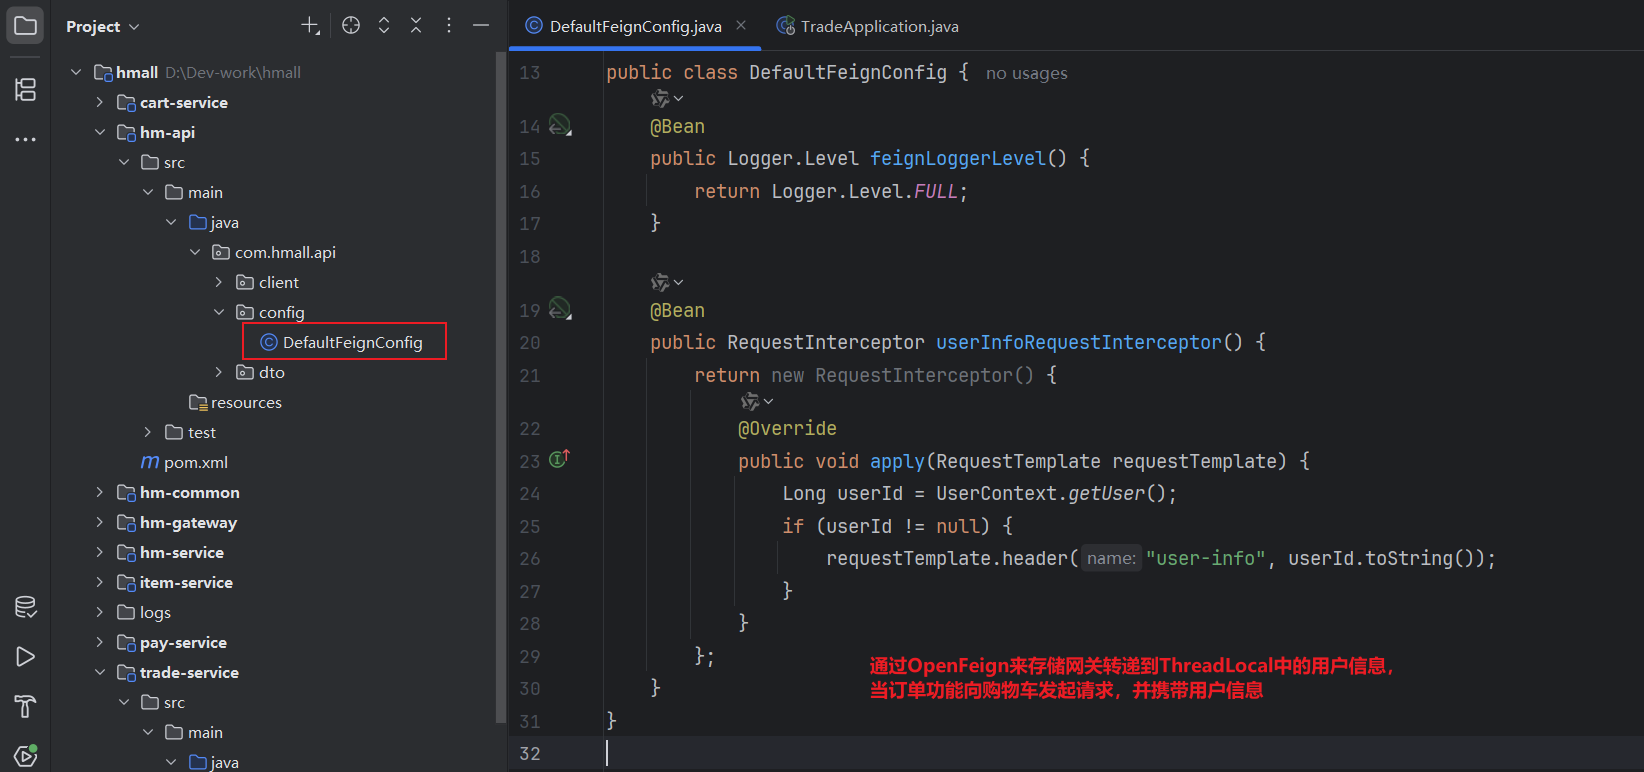 Project
hmall D:\Dev-work\hmall
cart-service
hm-api
src
main
java
com.hmall.api
client
config
DefaultFeignConfig
dto
resources
test
pom.xml
hm-common
hm-gateway
hm-service
item-service
logs
pay-service
trade-service
src
main
java
DefaultFeignConfig.java TradeApplication.java
13 public class DefaultFeignConfig { no usages
14 @Bean
15 public Logger.Level feignLoggerLevel() {
16 return Logger.Level.FULL;
17 }
18
19 @Bean
20 public RequestInterceptor userInfoRequestInterceptor() {
21 return new RequestInterceptor() {
22 @Override
23 public void apply(RequestTemplate requestTemplate) {
24 Long userId = UserContext.getUser();
25 if (userId != null) {
26 requestTemplate.header( name: "user-info", userId.toString());
27 }
28 }
29 };
30 }
31 }
32
通过OpenFeign来存储网关转递到ThreadLocal中的用户信息，
当订单功能向购物车发起请求，并携带用户信息